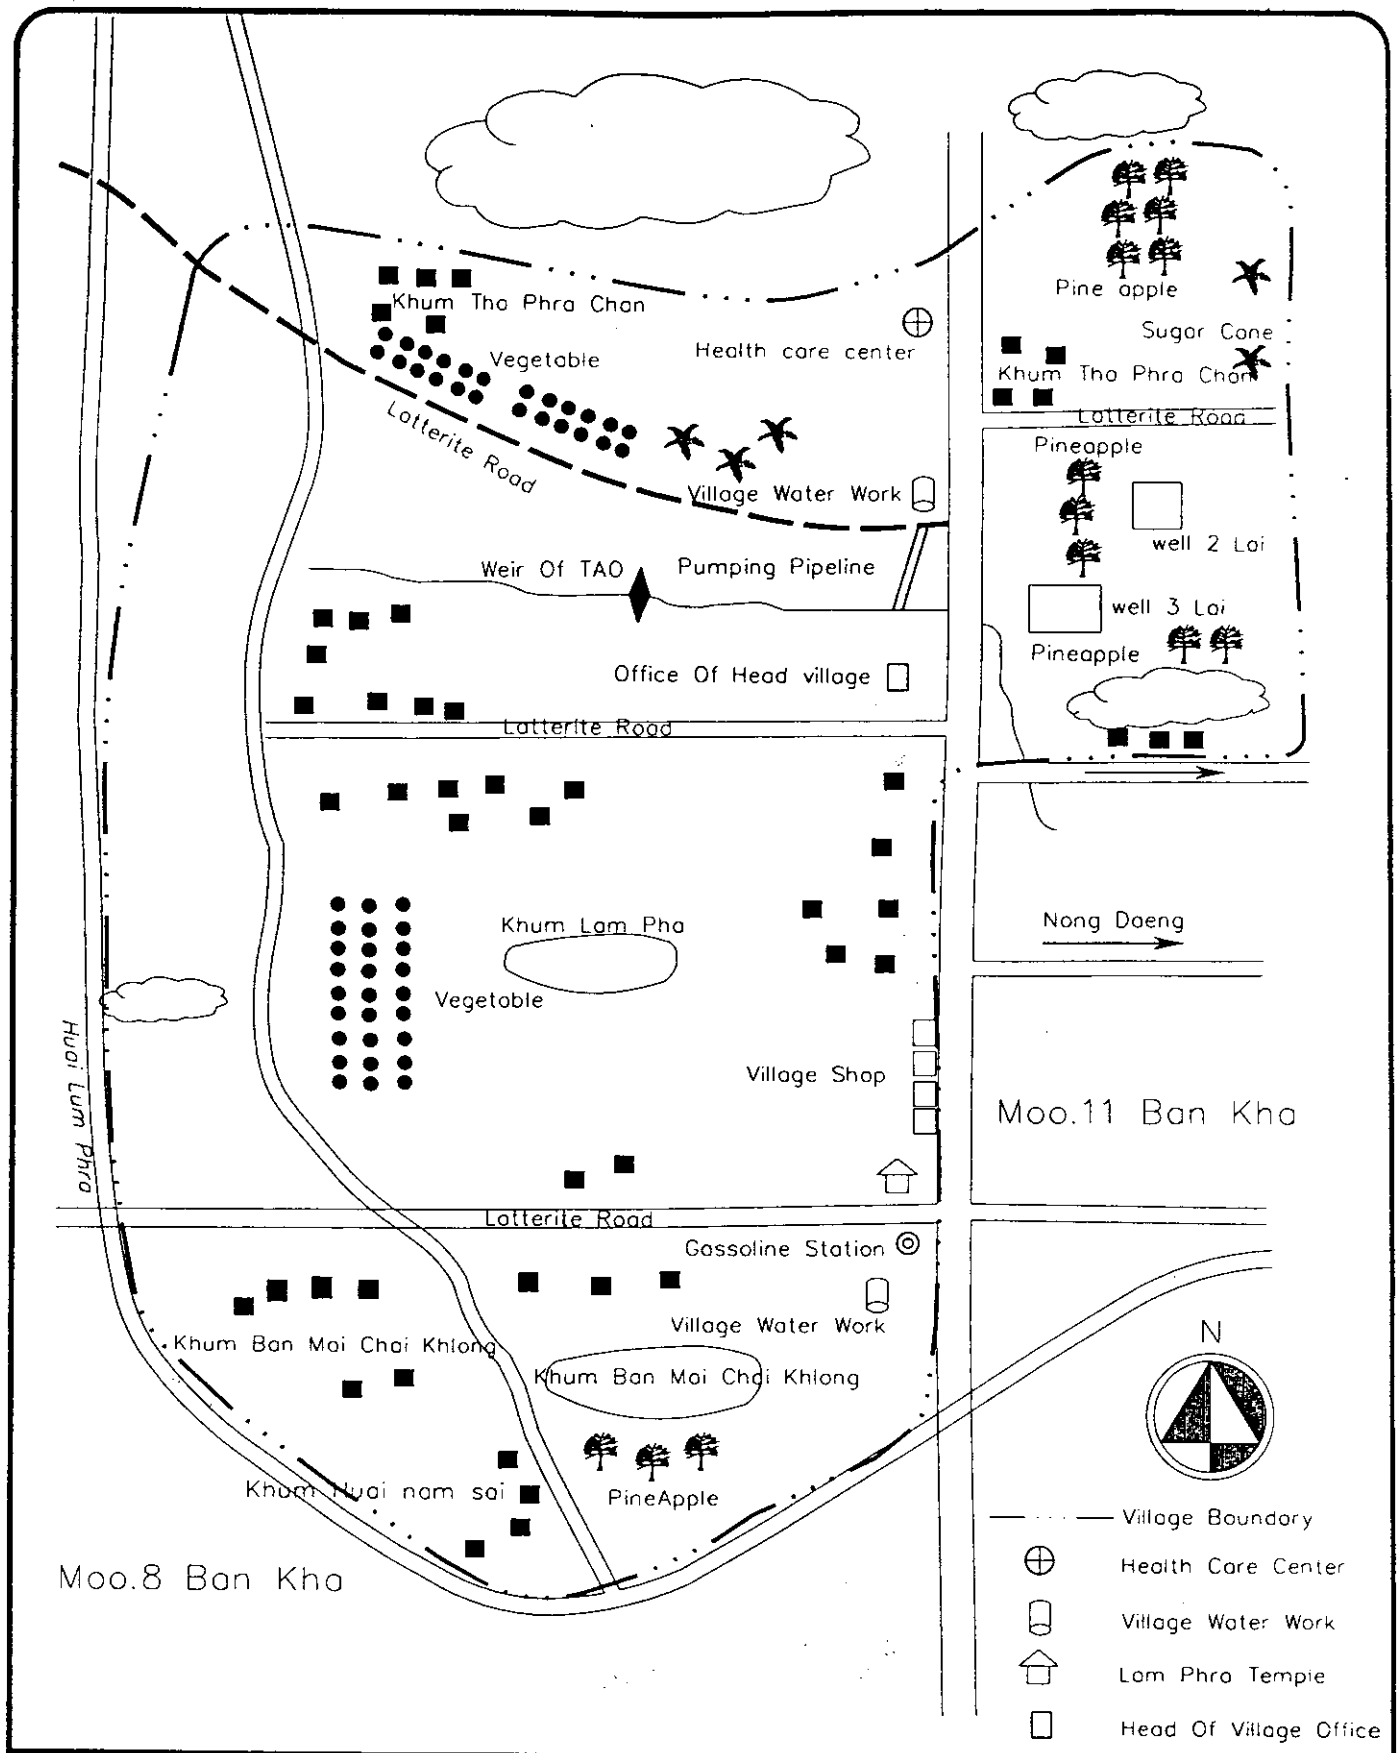 Khum Tha Phra Chan
Vegetable
Latterite Road
Health care center
Village Water Work
Pine apple
Sugar Cane
Khum Tha Phra Chan
Latterite Road
Pineapple
well 2 Lai
well 3 Lai
Pineapple
Weir Of TAO
Pumping Pipeline
Office Of Head village
Latterite Road
Khum Lam Pha
Vegetable
Nong Daeng
Village Shop
Moo.11 Ban Kha
Huai Lum Phra
Latterite Road
Gassoline Station
Village Water Work
Khum Ban Mai Chai Khlong
Khum Ban Mai Chai Khlong
Khum Huai nam sai
PineApple
Moo.8 Ban Kha
N
Village Boundary
Health Care Center
Village Water Work
Lam Phra Temple
Head Of Village Office